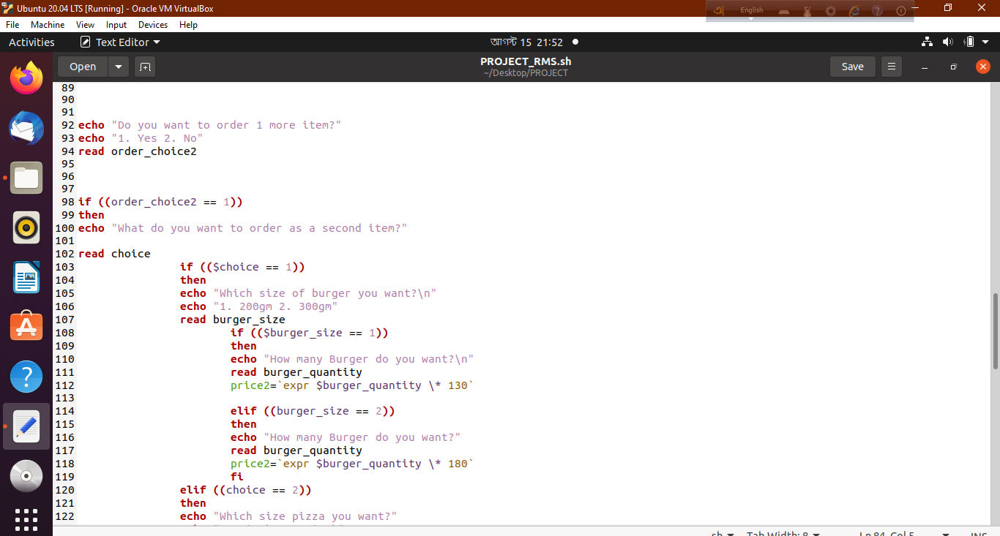 Ubuntu 20.04 LTS [Running] - Oracle VM VirtualBox
English
File Machine View Input Devices Help
Activities Text Editor আগস্ট 15 21:52
Open PROJECT_RMS.sh Save
~/Desktop/PROJECT
89
90
91
92 echo "Do you want to order 1 more item?"
93 echo "1. Yes 2. No"
94 read order_choice2
95
96
97
98 if ((order_choice2 == 1))
99 then
100 echo "What do you want to order as a second item?"
101
102 read choice
103 if (($choice == 1))
104 then
105 echo "Which size of burger you want?\n"
106 echo "1. 200gm 2. 300gm"
107 read burger_size
108 if (($burger_size == 1))
109 then
110 echo "How many Burger do you want?\n"
111 read burger_quantity
112 price2=`expr $burger_quantity \* 130`
113
114 elif ((burger_size == 2))
115 then
116 echo "How many Burger do you want?"
117 read burger_quantity
118 price2=`expr $burger_quantity \* 180`
119 fi
120 elif ((choice == 2))
121 then
122 echo "Which size pizza you want?"
sh Tab Width: 8 Ln 84, Col 5 INS